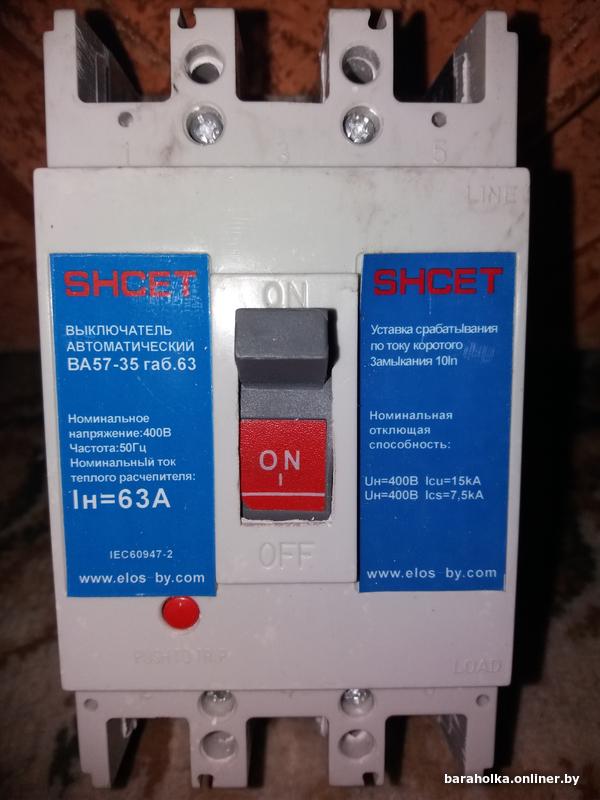 1 3 5
LINE
SHCET
ВЫКЛЮЧАТЕЛЬ
АВТОМАТИЧЕСКИЙ
ВА57-35 габ.63
Номинальное
напряжение:400В
Частота:50Гц
Номинальный ток
теплого расчепителя:
Iн=63А
IEC60947-2
www.elos-by.com
ON
ON
I
OFF
SHCET
Уставка срабатывания
по току коротого
Замыкания 10In
Номинальная
отключая
способность:
Uн=400В Icu=15kA
Uн=400В Ics=7,5kA
www.elos-by.com
PUSH TO TRIP
LOAD
baraholka.onliner.by